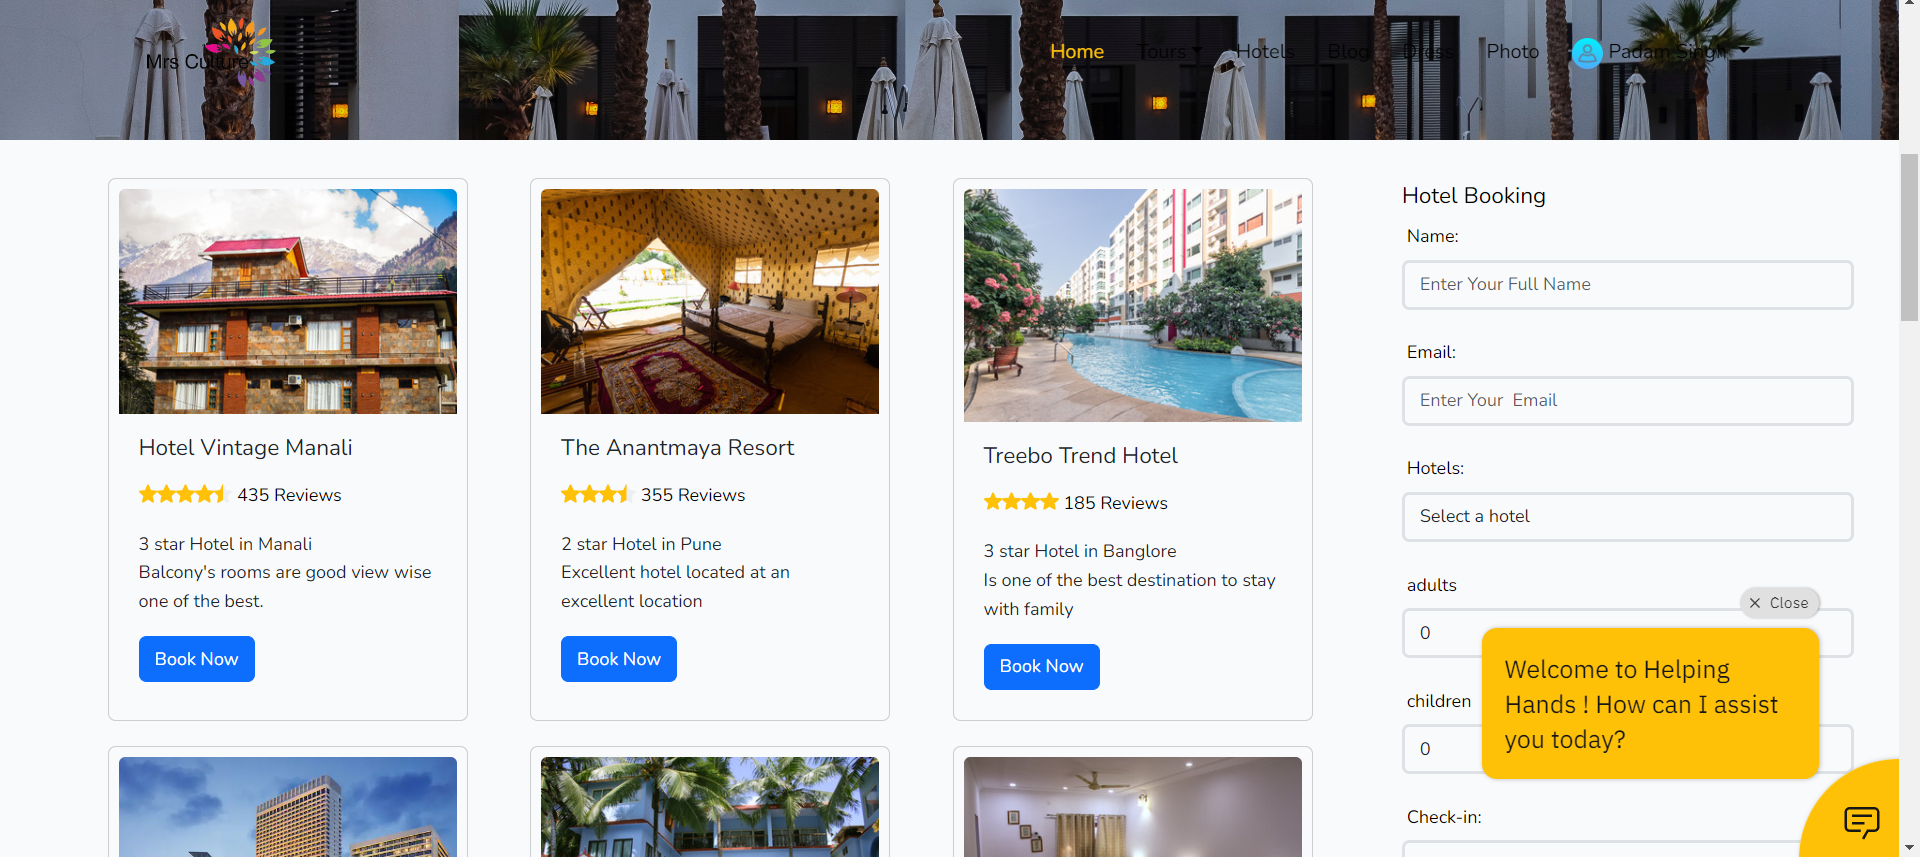 Mrs Culture
Home Tours Hotels Blog Dress Photo Padam Singh
Hotel Vintage Manali
435 Reviews
3 star Hotel in Manali
Balcony's rooms are good view wise
one of the best.
Book Now
The Anantmaya Resort
355 Reviews
2 star Hotel in Pune
Excellent hotel located at an
excellent location
Book Now
Treebo Trend Hotel
185 Reviews
3 star Hotel in Banglore
Is one of the best destination to stay
with family
Book Now
Hotel Booking
Name:
Enter Your Full Name
Email:
Enter Your  Email
Hotels:
Select a hotel
adults
0
children
0
Check-in:
Close
Welcome to Helping
Hands ! How can I assist
you today?